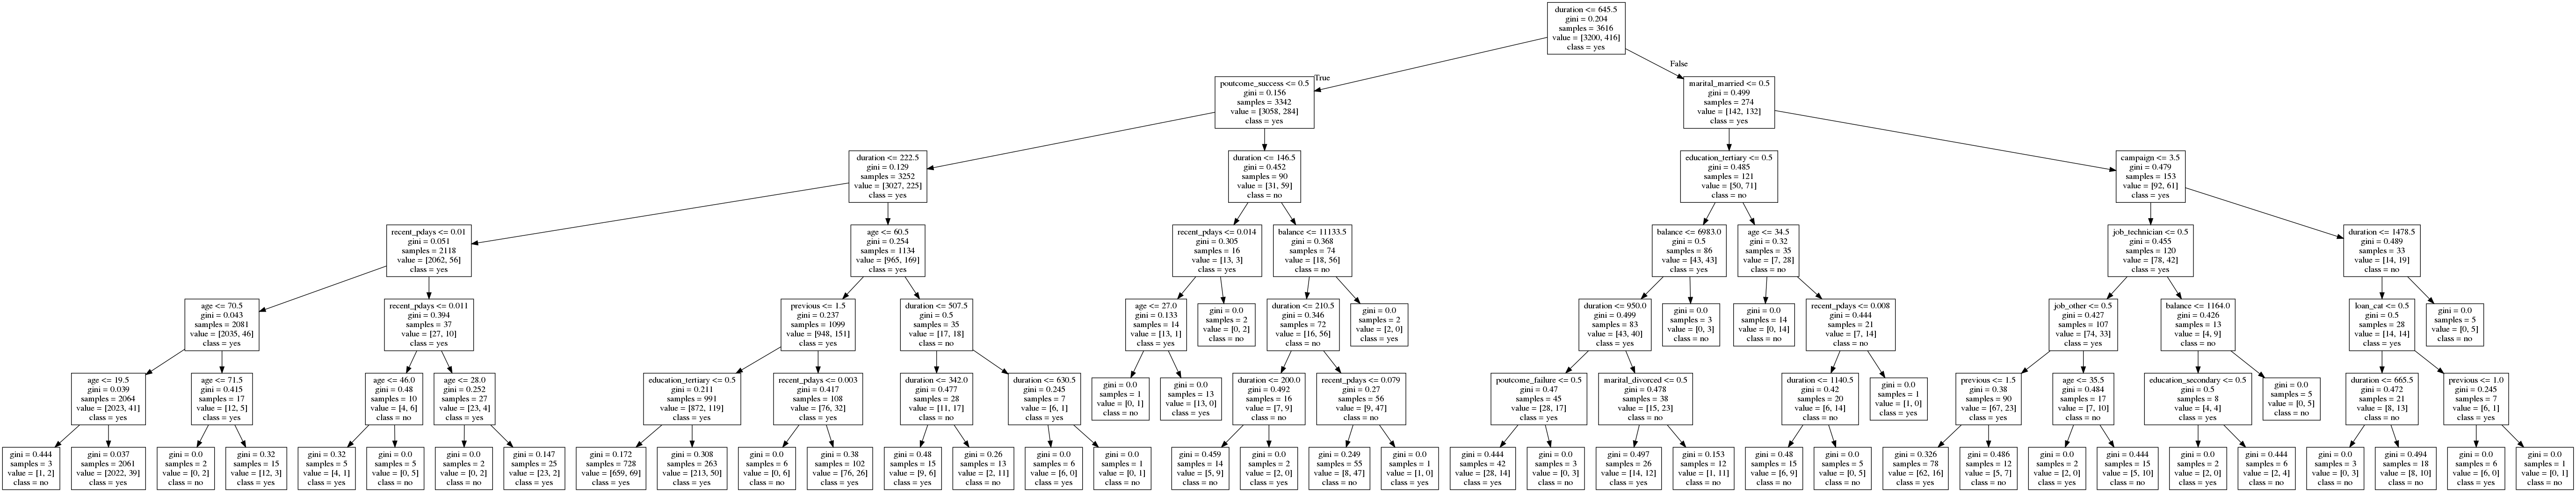 duration <= 645.5
gini = 0.204
samples = 3616
value = [3200, 416]
class = yes
True
False
poutcome_success <= 0.5
gini = 0.156
samples = 3342
value = [3058, 284]
class = yes
marital_married <= 0.5
gini = 0.499
samples = 274
value = [142, 132]
class = yes
duration <= 222.5
gini = 0.129
samples = 3252
value = [3027, 225]
class = yes
duration <= 146.5
gini = 0.452
samples = 90
value = [31, 59]
class = no
education_tertiary <= 0.5
gini = 0.485
samples = 121
value = [50, 71]
class = no
campaign <= 3.5
gini = 0.479
samples = 153
value = [92, 61]
class = yes
recent_pdays <= 0.01
gini = 0.051
samples = 2118
value = [2062, 56]
class = yes
age <= 60.5
gini = 0.254
samples = 1134
value = [965, 169]
class = yes
recent_pdays <= 0.014
gini = 0.305
samples = 16
value = [13, 3]
class = yes
balance <= 11133.5
gini = 0.368
samples = 74
value = [18, 56]
class = no
balance <= 6983.0
gini = 0.5
samples = 86
value = [43, 43]
class = yes
age <= 34.5
gini = 0.32
samples = 35
value = [7, 28]
class = no
job_technician <= 0.5
gini = 0.455
samples = 120
value = [78, 42]
class = yes
duration <= 1478.5
gini = 0.489
samples = 33
value = [14, 19]
class = no
age <= 70.5
gini = 0.043
samples = 2081
value = [2035, 46]
class = yes
recent_pdays <= 0.011
gini = 0.394
samples = 37
value = [27, 10]
class = yes
previous <= 1.5
gini = 0.237
samples = 1099
value = [948, 151]
class = yes
duration <= 507.5
gini = 0.5
samples = 35
value = [17, 18]
class = no
age <= 27.0
gini = 0.133
samples = 14
value = [13, 1]
class = yes
gini = 0.0
samples = 2
value = [0, 2]
class = no
duration <= 210.5
gini = 0.346
samples = 72
value = [16, 56]
class = no
gini = 0.0
samples = 2
value = [2, 0]
class = yes
duration <= 950.0
gini = 0.499
samples = 83
value = [43, 40]
class = yes
gini = 0.0
samples = 3
value = [0, 3]
class = no
gini = 0.0
samples = 14
value = [0, 14]
class = no
recent_pdays <= 0.008
gini = 0.444
samples = 21
value = [7, 14]
class = no
job_other <= 0.5
gini = 0.427
samples = 107
value = [74, 33]
class = yes
balance <= 1164.0
gini = 0.426
samples = 13
value = [4, 9]
class = no
loan_cat <= 0.5
gini = 0.5
samples = 28
value = [14, 14]
class = yes
gini = 0.0
samples = 5
value = [0, 5]
class = no
age <= 19.5
gini = 0.039
samples = 2064
value = [2023, 41]
class = yes
age <= 71.5
gini = 0.415
samples = 17
value = [12, 5]
class = yes
age <= 46.0
gini = 0.48
samples = 10
value = [4, 6]
class = no
age <= 28.0
gini = 0.252
samples = 27
value = [23, 4]
class = yes
education_tertiary <= 0.5
gini = 0.211
samples = 991
value = [872, 119]
class = yes
recent_pdays <= 0.003
gini = 0.417
samples = 108
value = [76, 32]
class = yes
duration <= 342.0
gini = 0.477
samples = 28
value = [11, 17]
class = no
duration <= 630.5
gini = 0.245
samples = 7
value = [6, 1]
class = yes
gini = 0.0
samples = 1
value = [0, 1]
class = no
gini = 0.0
samples = 13
value = [13, 0]
class = yes
duration <= 200.0
gini = 0.492
samples = 16
value = [7, 9]
class = no
recent_pdays <= 0.079
gini = 0.27
samples = 56
value = [9, 47]
class = no
poutcome_failure <= 0.5
gini = 0.47
samples = 45
value = [28, 17]
class = yes
marital_divorced <= 0.5
gini = 0.478
samples = 38
value = [15, 23]
class = no
duration <= 1140.5
gini = 0.42
samples = 20
value = [6, 14]
class = no
gini = 0.0
samples = 1
value = [1, 0]
class = yes
previous <= 1.5
gini = 0.38
samples = 90
value = [67, 23]
class = yes
age <= 35.5
gini = 0.484
samples = 17
value = [7, 10]
class = no
education_secondary <= 0.5
gini = 0.5
samples = 8
value = [4, 4]
class = yes
gini = 0.0
samples = 5
value = [0, 5]
class = no
duration <= 665.5
gini = 0.472
samples = 21
value = [8, 13]
class = no
previous <= 1.0
gini = 0.245
samples = 7
value = [6, 1]
class = yes
gini = 0.444
samples = 3
value = [1, 2]
class = no
gini = 0.037
samples = 2061
value = [2022, 39]
class = yes
gini = 0.0
samples = 2
value = [0, 2]
class = no
gini = 0.32
samples = 15
value = [12, 3]
class = yes
gini = 0.32
samples = 5
value = [4, 1]
class = yes
gini = 0.0
samples = 5
value = [0, 5]
class = no
gini = 0.0
samples = 2
value = [0, 2]
class = no
gini = 0.147
samples = 25
value = [23, 2]
class = yes
gini = 0.172
samples = 728
value = [659, 69]
class = yes
gini = 0.308
samples = 263
value = [213, 50]
class = yes
gini = 0.0
samples = 6
value = [0, 6]
class = no
gini = 0.38
samples = 102
value = [76, 26]
class = yes
gini = 0.48
samples = 15
value = [9, 6]
class = yes
gini = 0.26
samples = 13
value = [2, 11]
class = no
gini = 0.0
samples = 6
value = [6, 0]
class = yes
gini = 0.0
samples = 1
value = [0, 1]
class = no
gini = 0.459
samples = 14
value = [5, 9]
class = no
gini = 0.0
samples = 2
value = [2, 0]
class = yes
gini = 0.249
samples = 55
value = [8, 47]
class = no
gini = 0.0
samples = 1
value = [1, 0]
class = yes
gini = 0.444
samples = 42
value = [28, 14]
class = yes
gini = 0.0
samples = 3
value = [0, 3]
class = no
gini = 0.497
samples = 26
value = [14, 12]
class = yes
gini = 0.153
samples = 12
value = [1, 11]
class = no
gini = 0.48
samples = 15
value = [6, 9]
class = no
gini = 0.0
samples = 5
value = [0, 5]
class = no
gini = 0.326
samples = 78
value = [62, 16]
class = yes
gini = 0.486
samples = 12
value = [5, 7]
class = no
gini = 0.0
samples = 2
value = [2, 0]
class = yes
gini = 0.444
samples = 15
value = [5, 10]
class = no
gini = 0.0
samples = 2
value = [2, 0]
class = yes
gini = 0.444
samples = 6
value = [2, 4]
class = no
gini = 0.0
samples = 3
value = [0, 3]
class = no
gini = 0.494
samples = 18
value = [8, 10]
class = no
gini = 0.0
samples = 6
value = [6, 0]
class = yes
gini = 0.0
samples = 1
value = [0, 1]
class = no